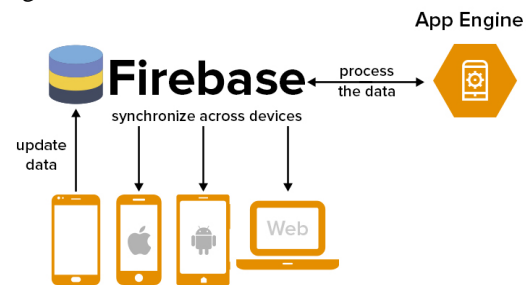 App Engine
Firebase
process
the data
synchronize across devices
update
data
Web